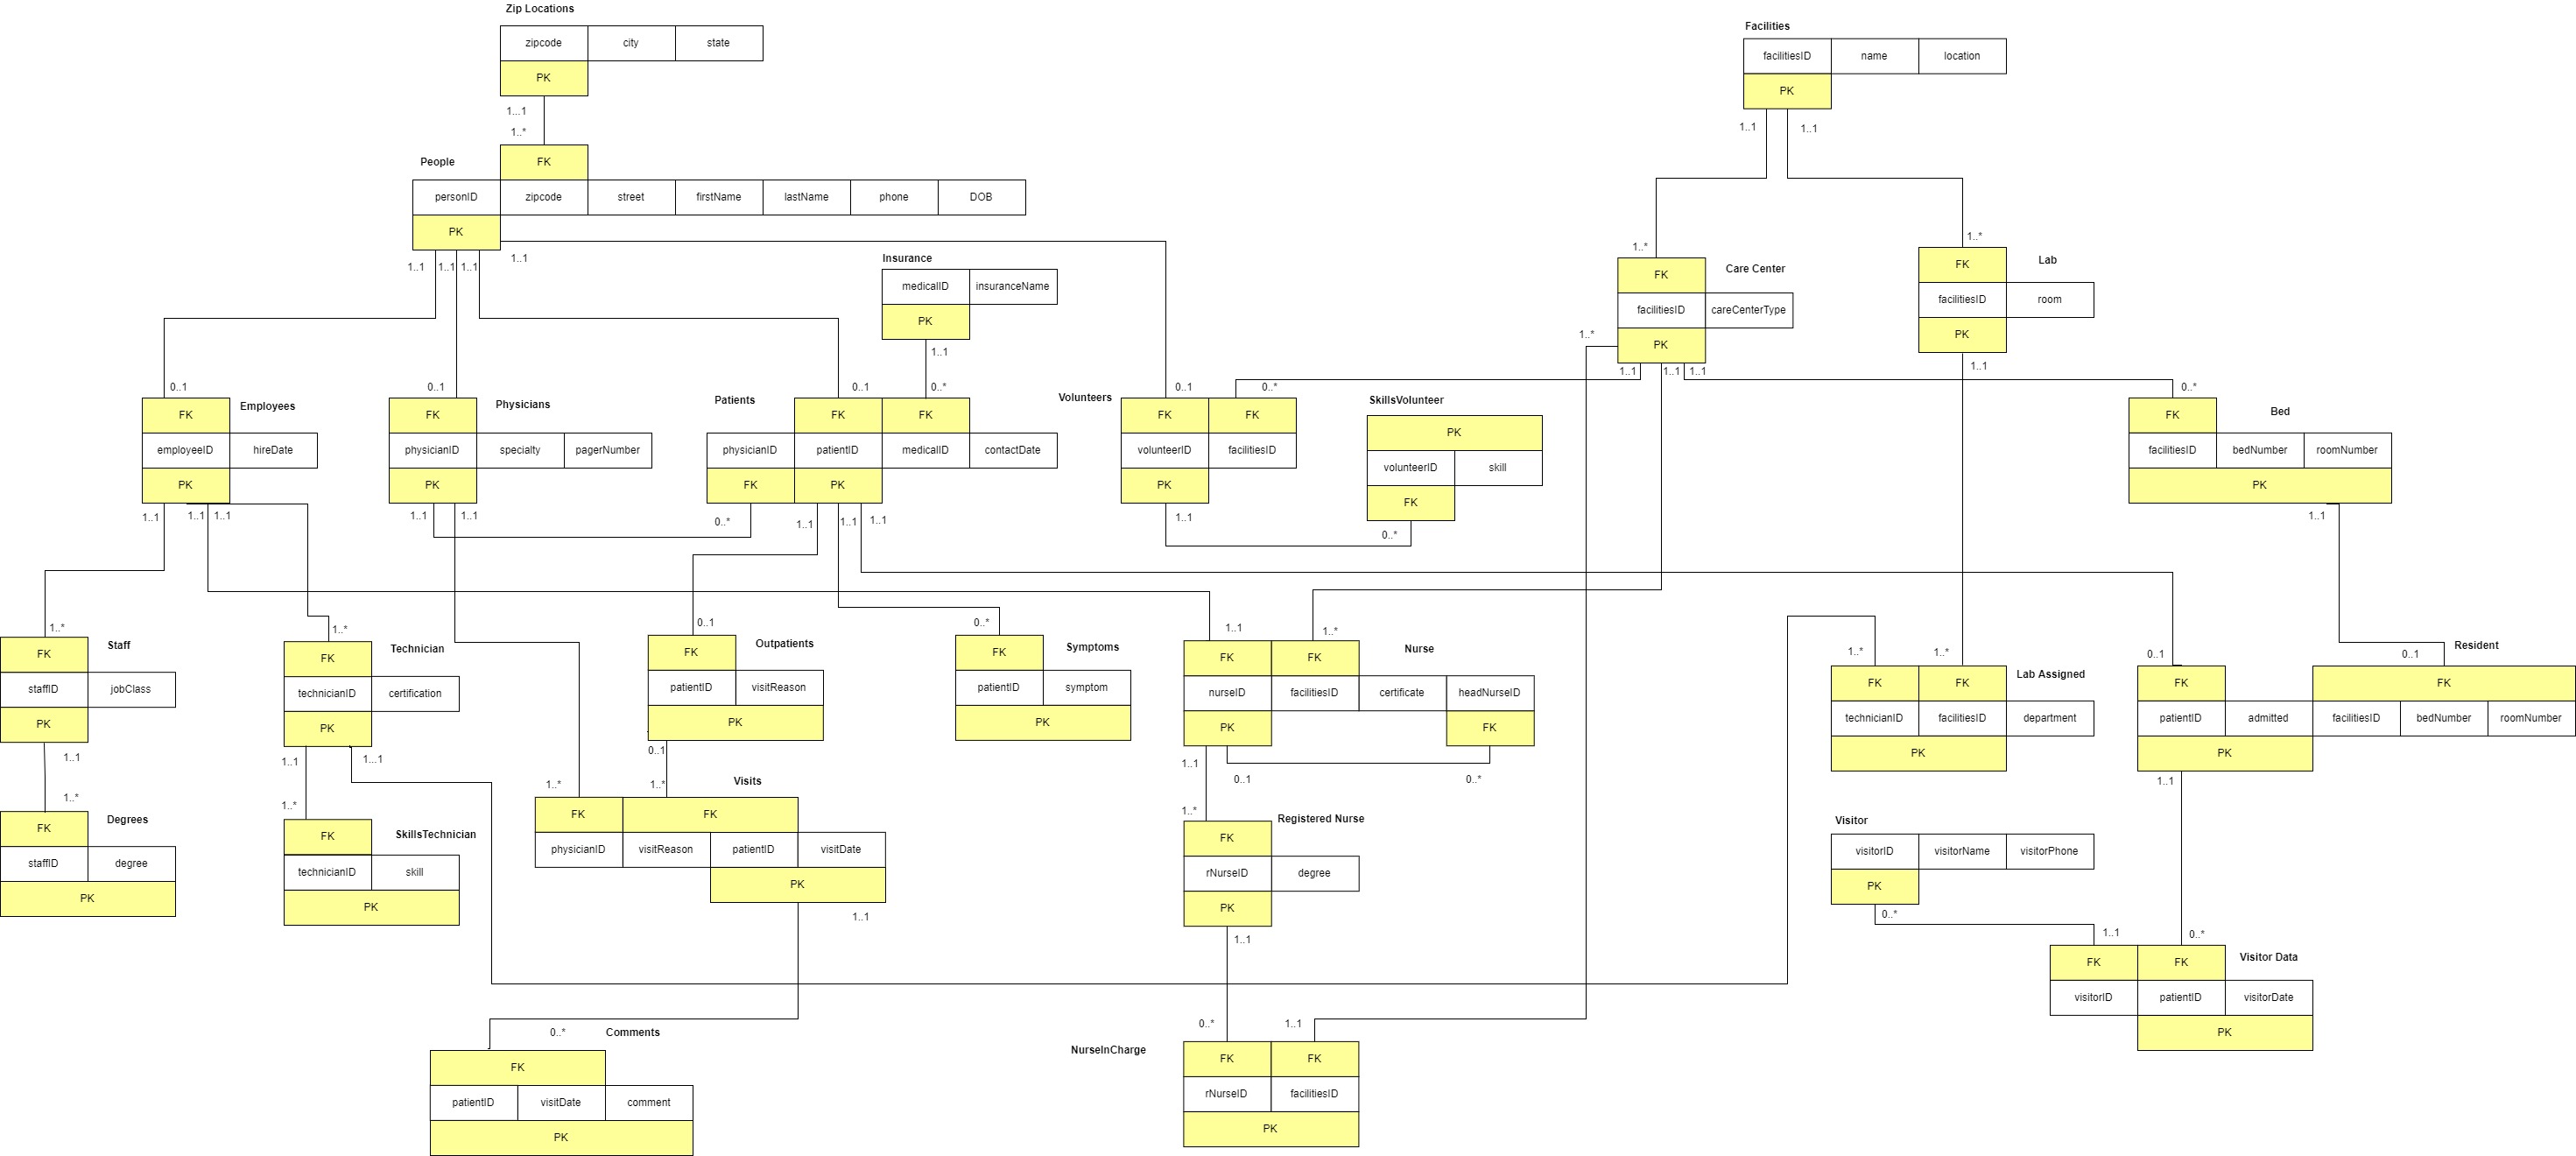 Zip Locations
zipcode city state
PK
1...1
1..*
People
FK
personID zipcode street firstName lastName phone DOB
PK
1..1 1..1 1..1 1..1
Facilities
facilitiesID name location
PK
1..1 1..1
1..* 1..*
Insurance
medicalID insuranceName
PK
1..1
0..*
Care Center
FK
facilitiesID careCenterType
PK
1..*
1..1 1..1 1..1
Lab
FK
facilitiesID room
PK
1..1
0..1
Employees
FK
employeeID hireDate
PK
1..1 1..1 1..1
0..1
Physicians
FK
physicianID specialty pagerNumber
PK
1..1 1..1
0..1
Patients
FK FK
physicianID patientID medicalID contactDate
FK PK
0..* 1..1 1..1 1..1
0..1 0..*
Volunteers
FK FK
volunteerID facilitiesID
PK
1..1
SkillsVolunteer
PK
volunteerID skill
FK
0..*
0..*
Bed
FK
facilitiesID bedNumber roomNumber
PK
1..1
1..*
Staff
FK
staffID jobClass
PK
1..1
1..*
Technician
FK
technicianID certification
PK
1..1 1...1
0..1
Outpatients
FK
patientID visitReason
PK
0..1
0..*
Symptoms
FK
patientID symptom
PK
1..1 1..*
Nurse
FK FK
nurseID facilitiesID certificate headNurseID
PK FK
1..1 0..1 0..*
1..* 1..*
Lab Assigned
FK FK
technicianID facilitiesID department
PK
0..1 0..1
Resident
FK FK
patientID admitted facilitiesID bedNumber roomNumber
PK
1..1
1..*
Degrees
FK
staffID degree
PK
1..*
SkillsTechnician
FK
technicianID skill
PK
1..* 1..*
Visits
FK FK
physicianID visitReason patientID visitDate
PK
1..1
1..*
Registered Nurse
FK
rNurseID degree
PK
1..1
Visitor
visitorID visitorName visitorPhone
PK
0..*
1..1 0..*
Visitor Data
FK FK
visitorID patientID visitorDate
PK
0..*
Comments
FK
patientID visitDate comment
PK
0..* 1..1
NurseInCharge
FK FK
rNurseID facilitiesID
PK